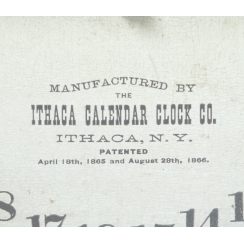 MANUFACTURED BY
THE
ITHACA CALENDAR CLOCK CO.
ITHACA, N.Y.
PATENTED
April 18th, 1865 and August 28th, 1866.